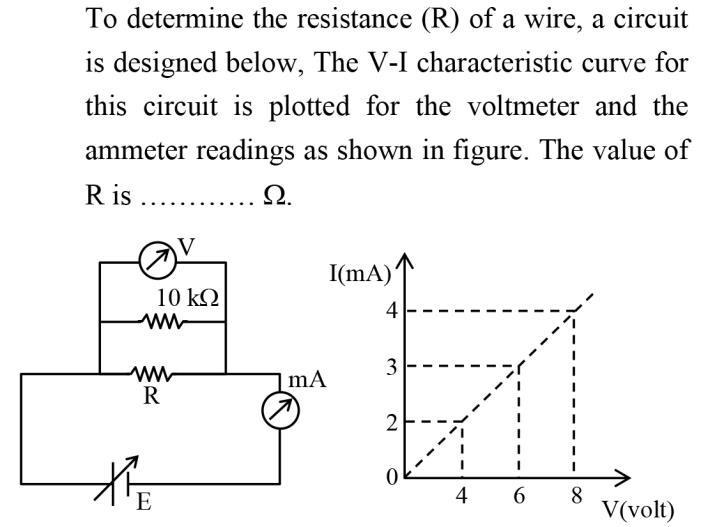 To determine the resistance (R) of a wire, a circuit
is designed below, The V-I characteristic curve for
this circuit is plotted for the voltmeter and the
ammeter readings as shown in figure. The value of
R is ............ Ω.
V
10 kΩ
R
mA
E
I(mA)
4
3
2
0
4 6 8
V(volt)